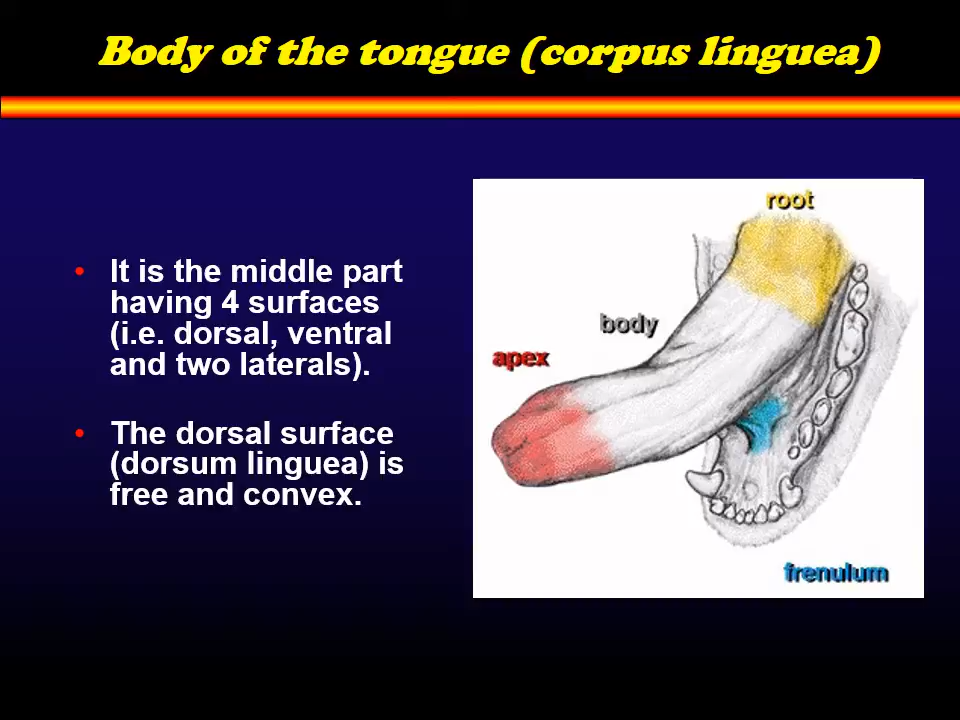 Body of the tongue (corpus linguea)
• It is the middle part
having 4 surfaces
(i.e. dorsal, ventral
and two laterals).
• The dorsal surface
(dorsum linguea) is
free and convex.
root
body
apex
frenulum